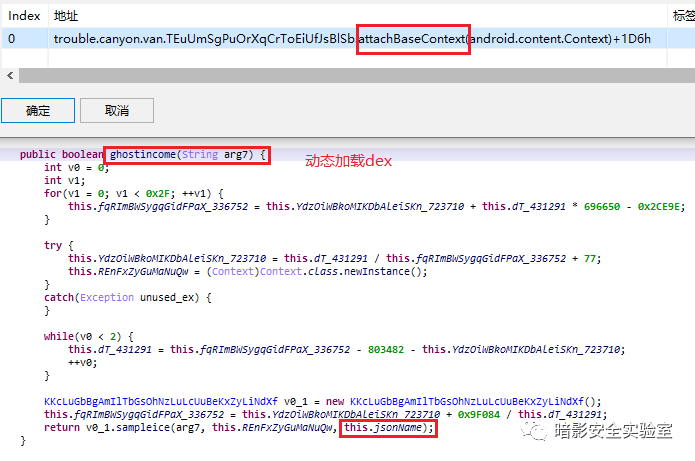 Index 地址 标签
0 trouble.canyon.van.TEuUmSgPuOrXqCrToEiUfJsBlSb.attachBaseContext(android.content.Context)+1D6h
确定 取消
public boolean ghostincome(String arg7) {
动态加载dex
int v0 = 0;
int v1;
for(v1 = 0; v1 < 0x2F; ++v1) {
this.fqRImBWSygqGidFPaX_336752 = this.YdzOiWBkoMIKDbAleiSKn_723710 + this.dT_431291 * 696650 - 0x2CE9E;
}
try {
this.YdzOiWBkoMIKDbAleiSKn_723710 = this.dT_431291 / this.fqRImBWSygqGidFPaX_336752 + 77;
this.REnFxZyGuMaNuQw = (Context)Context.class.newInstance();
}
catch(Exception unused_ex) {
}
while(v0 < 2) {
this.dT_431291 = this.fqRImBWSygqGidFPaX_336752 - 803482 - this.YdzOiWBkoMIKDbAleiSKn_723710;
++v0;
}
KKcLuGbBgAmIlTbGsOhNzLuLcUuBeKxZyLiNdXf v0_1 = new KKcLuGbBgAmIlTbGsOhNzLuLcUuBeKxZyLiNdXf();
this.fqRImBWSygqGidFPaX_336752 = this.YdzOiWBkoMIKDbAleiSKn_723710 + 0x9F084 / this.dT_431291;
return v0_1.sampleice(arg7, this.REnFxZyGuMaNuQw, this.jsonName);
}
暗影安全实验室